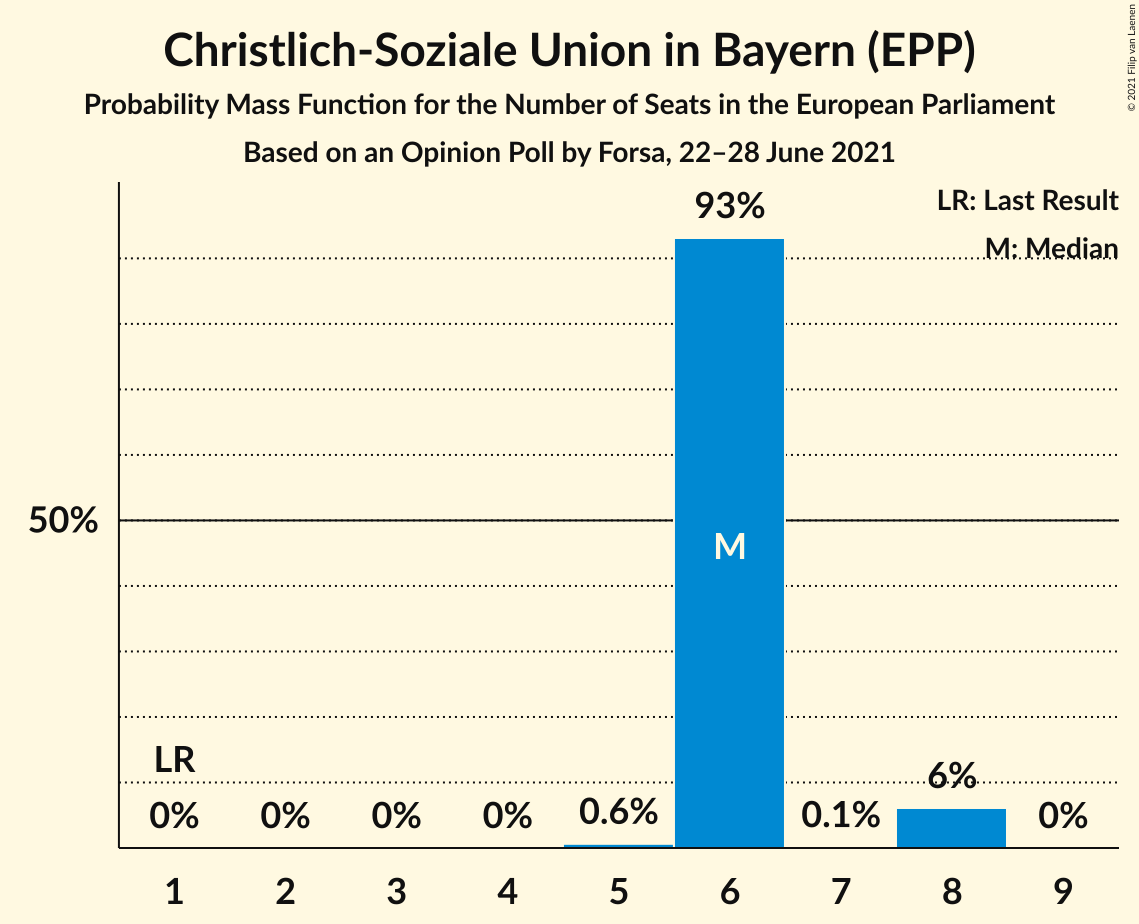 Christlich-Soziale Union in Bayern (EPP)
Probability Mass Function for the Number of Seats in the European Parliament
Based on an Opinion Poll by Forsa, 22–28 June 2021
© 2021 Filip van Laenen
LR: Last Result
M: Median
93%
50%
M
LR
0%
0%
0%
0%
0.6%
0.1%
6%
0%
1
2
3
4
5
6
7
8
9